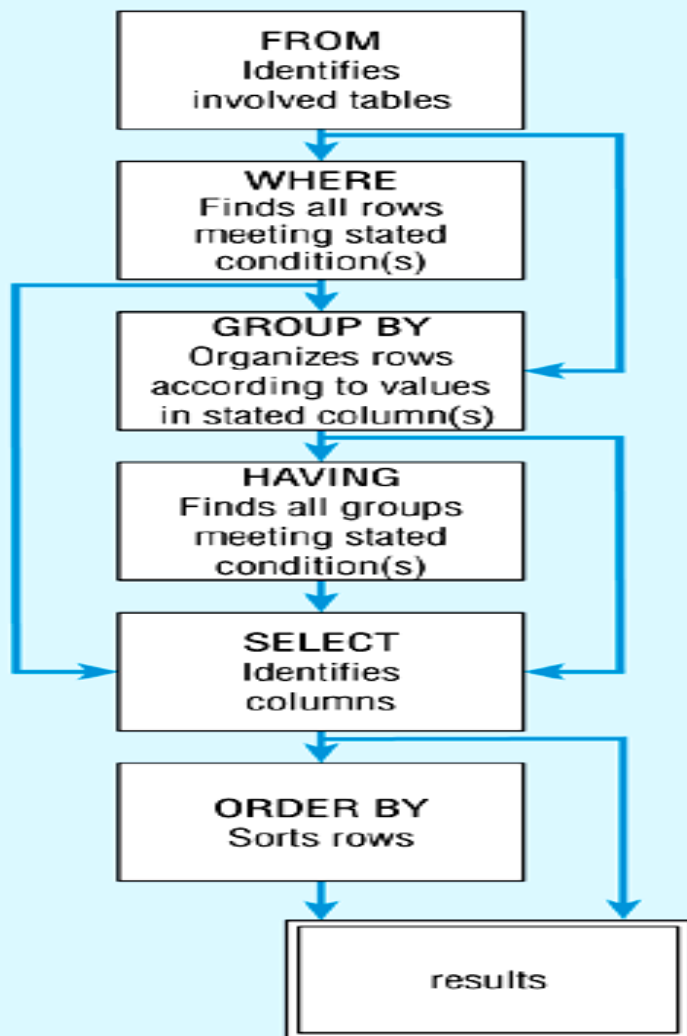 FROM
Identifies
involved tables
WHERE
Finds all rows
meeting stated
condition(s)
GROUP BY
Organizes rows
according to values
in stated column(s)
HAVING
Finds all groups
meeting stated
condition(s)
SELECT
Identifies
columns
ORDER BY
Sorts rows
results